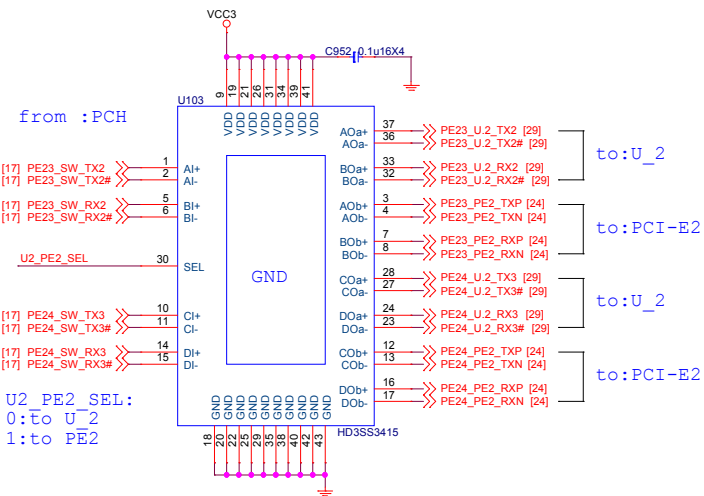 VCC3
C952 0.1u16X4
9 19 21 26 31 34 39 41
U103
VDD VDD VDD VDD VDD VDD VDD VDD
from :PCH
[17] PE23_SW_TX2 1 AI+
[17] PE23_SW_TX2# 2 AI-
[17] PE23_SW_RX2 5 BI+
[17] PE23_SW_RX2# 6 BI-
U2_PE2_SEL 30 SEL
[17] PE24_SW_TX3 10 CI+
[17] PE24_SW_TX3# 11 CI-
[17] PE24_SW_RX3 14 DI+
[17] PE24_SW_RX3# 15 DI-
GND
AOa+ 37 PE23_U.2_TX2 [29]
AOa- 36 PE23_U.2_TX2# [29]
BOa+ 33 PE23_U.2_RX2 [29]
BOa- 32 PE23_U.2_RX2# [29]
to:U_2
AOb+ 3 PE23_PE2_TXP [24]
AOb- 4 PE23_PE2_TXN [24]
BOb+ 7 PE23_PE2_RXP [24]
BOb- 8 PE23_PE2_RXN [24]
to:PCI-E2
COa+ 28 PE24_U.2_TX3 [29]
COa- 27 PE24_U.2_TX3# [29]
DOa+ 24 PE24_U.2_RX3 [29]
DOa- 23 PE24_U.2_RX3# [29]
to:U_2
COb+ 12 PE24_PE2_TXP [24]
COb- 13 PE24_PE2_TXN [24]
DOb+ 16 PE24_PE2_RXP [24]
DOb- 17 PE24_PE2_RXN [24]
to:PCI-E2
U2_PE2_SEL:
0:to U_2
1:to PE2
GND GND GND GND GND GND GND GND GND GND
HD3SS3415
18 20 22 25 29 35 38 40 42 43